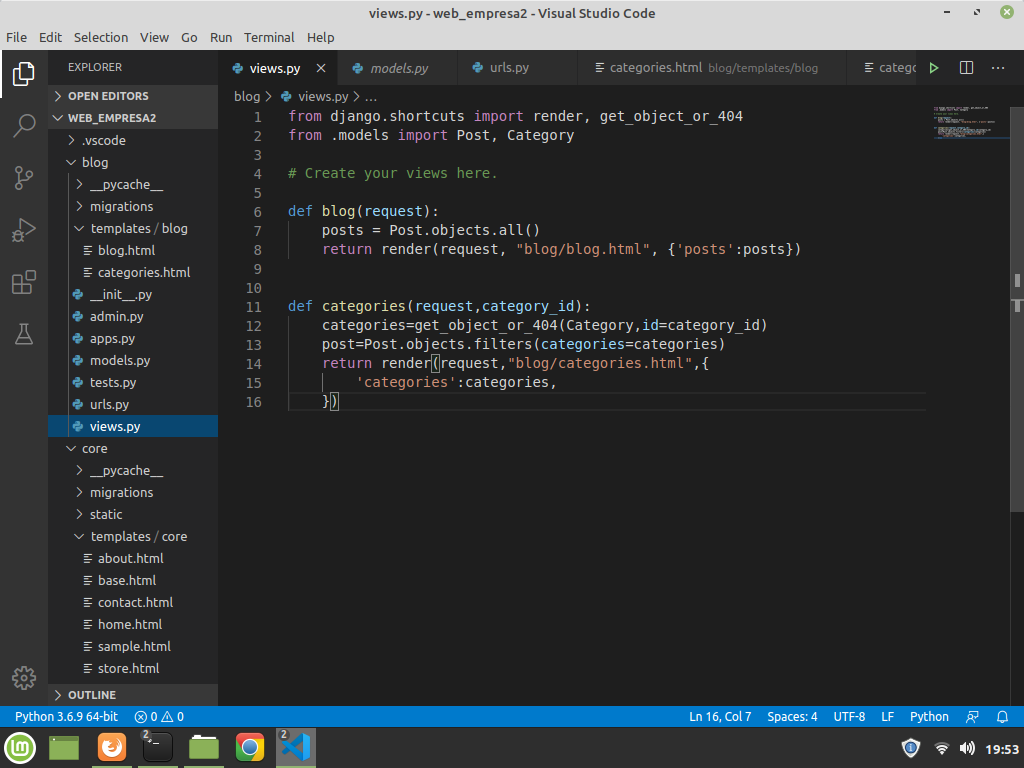 views.py - web_empresa2 - Visual Studio Code
File Edit Selection View Go Run Terminal Help
EXPLORER
OPEN EDITORS
WEB_EMPRESA2
.vscode
blog
__pycache__
migrations
templates / blog
blog.html
categories.html
__init__.py
admin.py
apps.py
models.py
tests.py
urls.py
views.py
core
__pycache__
migrations
static
templates / core
about.html
base.html
contact.html
home.html
sample.html
store.html
OUTLINE
views.py models.py urls.py categories.html blog/templates/blog catego
blog > views.py > ...
1 from django.shortcuts import render, get_object_or_404
2 from .models import Post, Category
3
4 # Create your views here.
5
6 def blog(request):
7 posts = Post.objects.all()
8 return render(request, "blog/blog.html", {'posts':posts})
9
10
11 def categories(request,category_id):
12 categories=get_object_or_404(Category,id=category_id)
13 post=Post.objects.filters(categories=categories)
14 return render(request,"blog/categories.html",{
15 'categories':categories,
16 })
Python 3.6.9 64-bit 0 0 Ln 16, Col 7 Spaces: 4 UTF-8 LF Python
2 2 19:53